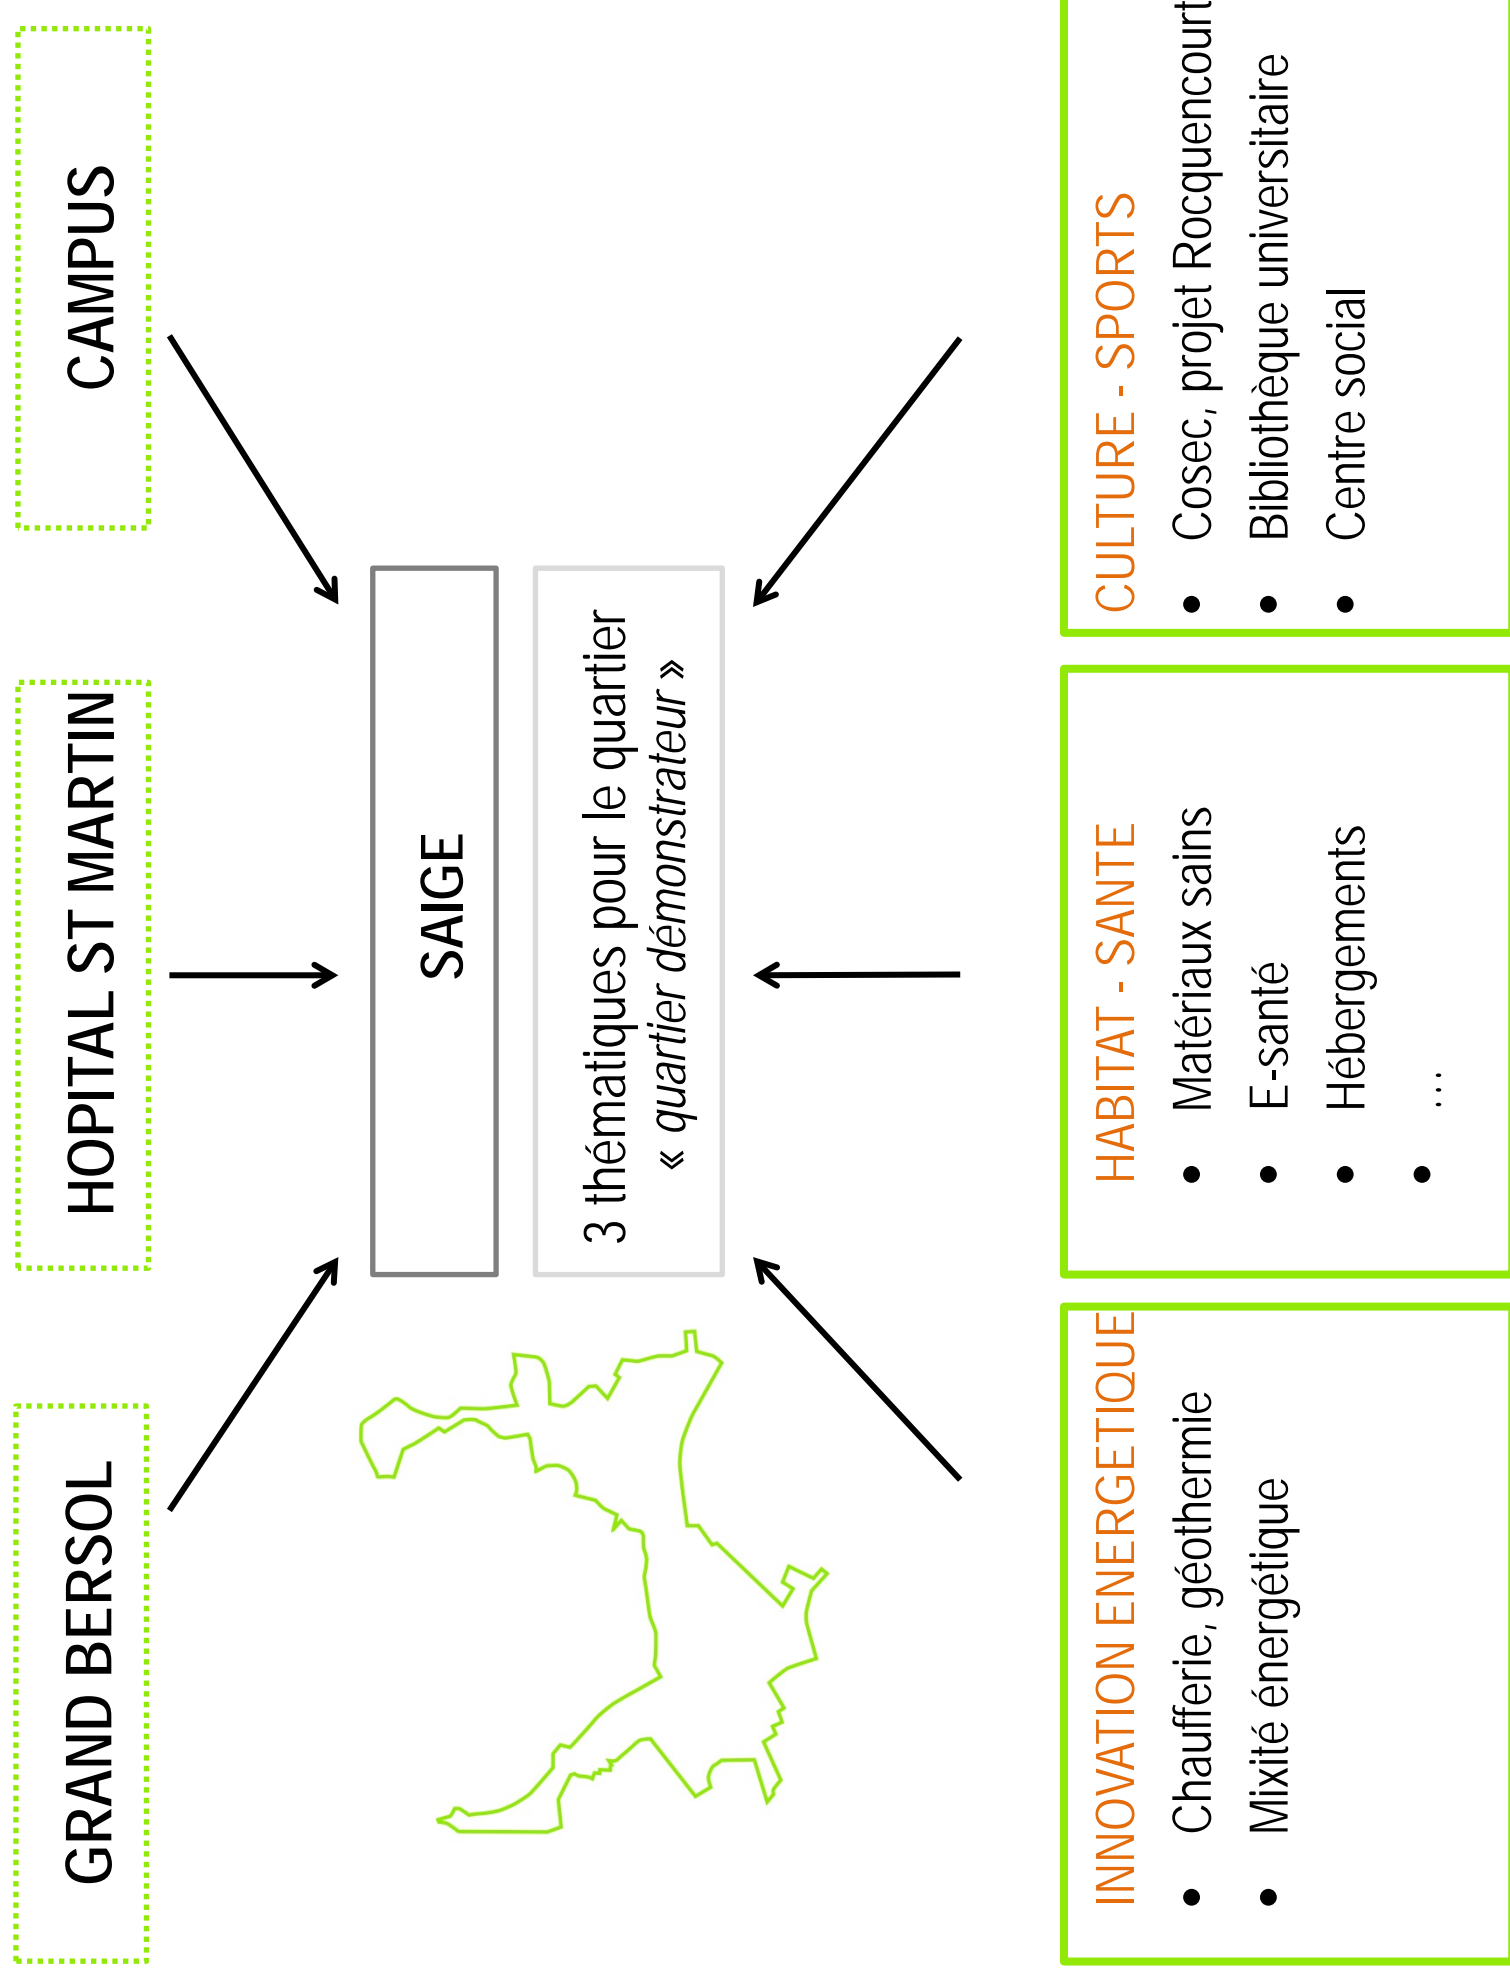 GRAND BERSOL
HOPITAL ST MARTIN
CAMPUS
SAIGE
3 thématiques pour le quartier
« quartier démonstrateur »
INNOVATION ENERGETIQUE
• Chaufferie, géothermie
• Mixité énergétique
HABITAT - SANTE
• Matériaux sains
• E-santé
• Hébergements
• …
CULTURE - SPORTS
• Cosec, projet Rocquencourt
• Bibliothèque universitaire
• Centre social